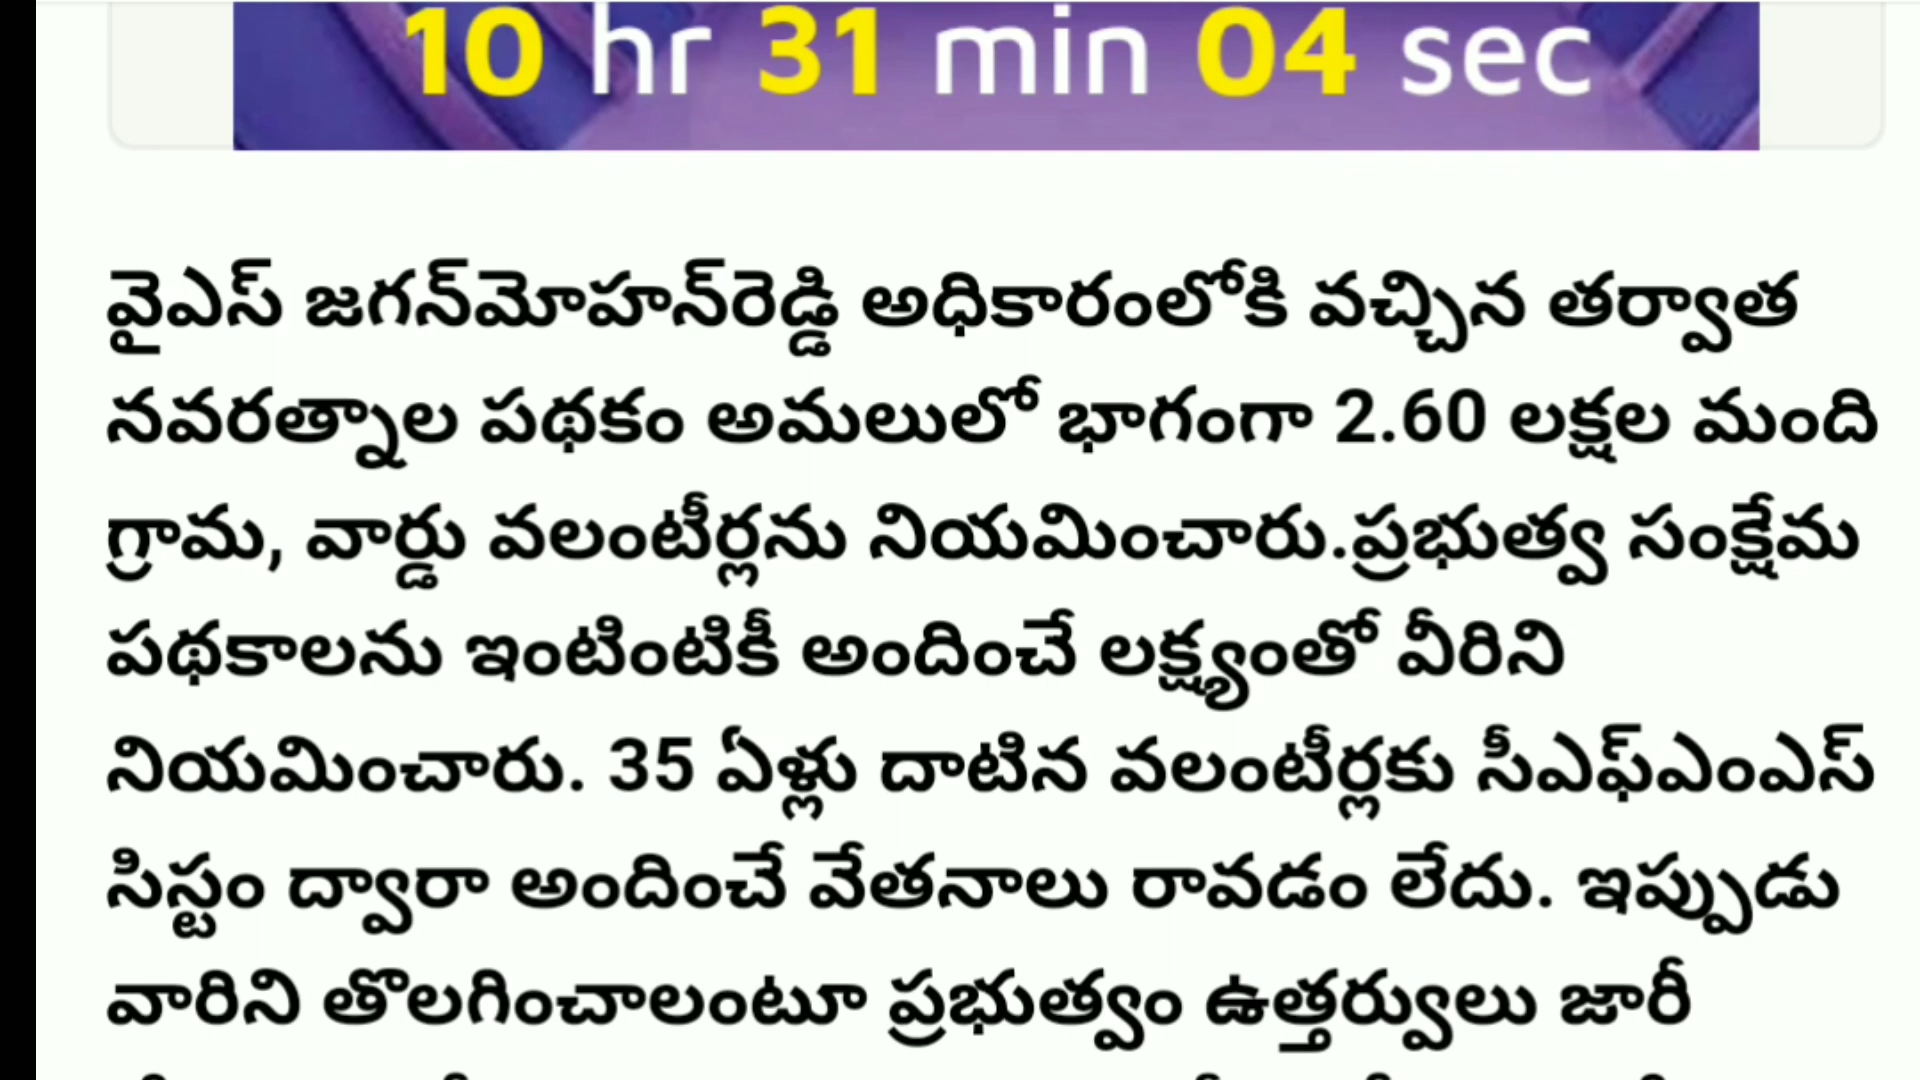 10 hr 31 min 04 sec
వైఎస్ జగన్‌మోహన్‌రెడ్డి అధికారంలోకి వచ్చిన తర్వాత
నవరత్నాల పథకం అమలులో భాగంగా 2.60 లక్షల మంది
గ్రామ, వార్డు వలంటీర్లను నియమించారు.ప్రభుత్వ సంక్షేమ
పథకాలను ఇంటింటికీ అందించే లక్ష్యంతో వీరిని
నియమించారు. 35 ఏళ్లు దాటిన వలంటీర్లకు సీఎఫ్ఎంఎస్
సిస్టం ద్వారా అందించే వేతనాలు రావడం లేదు. ఇప్పుడు
వారిని తొలగించాలంటూ ప్రభుత్వం ఉత్తర్వులు జారీ